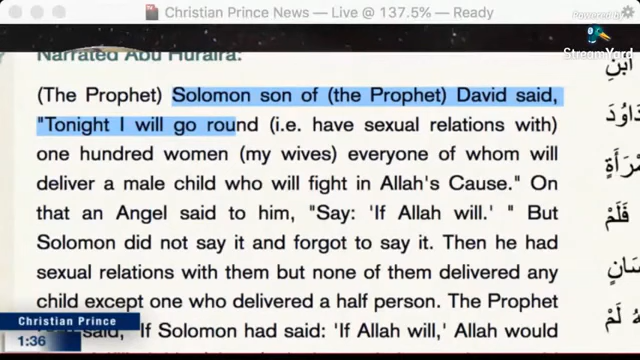 Christian Prince News — Live @ 137.5% — Ready
Powered by
StreamYard
Narrated Abu Huraira:
(The Prophet) Solomon son of (the Prophet) David said,
"Tonight I will go round (i.e. have sexual relations with)
one hundred women (my wives) everyone of whom will
deliver a male child who will fight in Allah's Cause." On
that an Angel said to him, "Say: 'If Allah will.' " But
Solomon did not say it and forgot to say it. Then he had
sexual relations with them but none of them delivered any
child except one who delivered a half person. The Prophet
said, 'If Solomon had said: 'If Allah will,' Allah would
ابْنِ
دَاوُدَ
فَلَمْ
Christian Prince
1:36